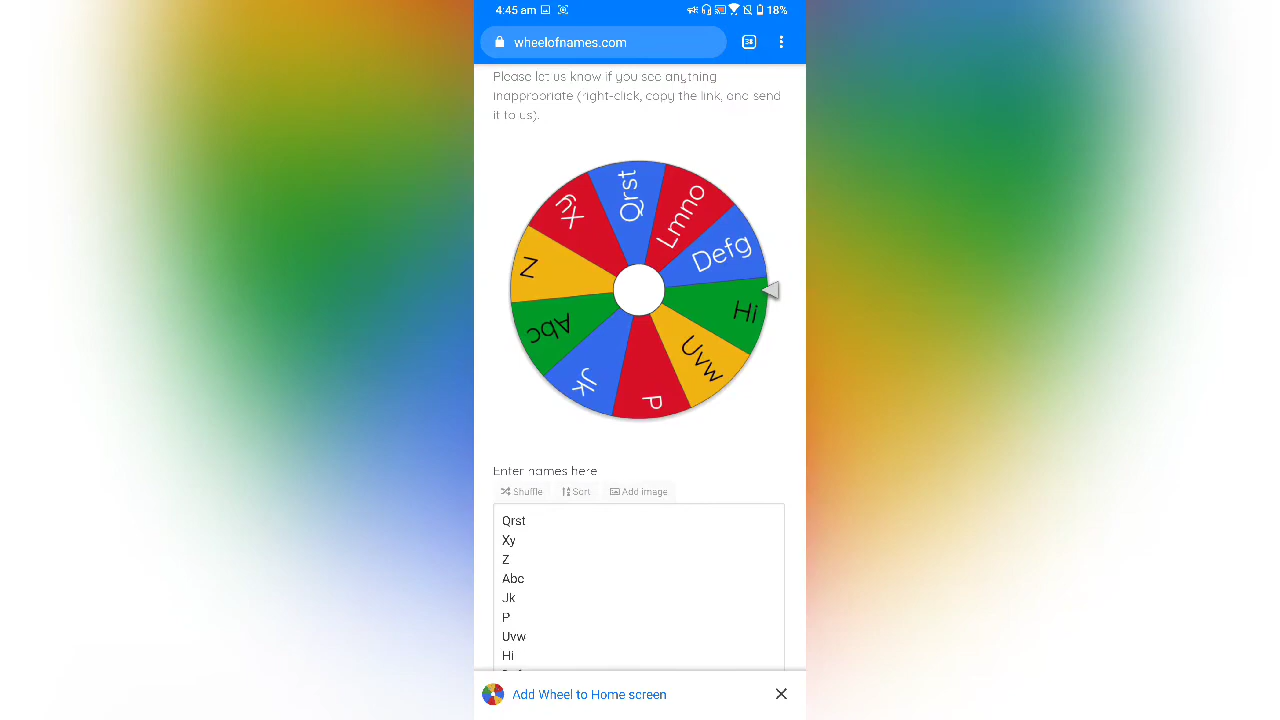 4:45 am 18%
wheelofnames.com
Please let us know if you see anything
inappropriate (right-click, copy the link, and send
it to us).
Qrst
Lmno
Defg
Hi
Uvw
P
Jk
Abc
Z
Xy
Enter names here
Shuffle Sort Add image
Qrst
Xy
Z
Abc
Jk
P
Uvw
Hi
Add Wheel to Home screen